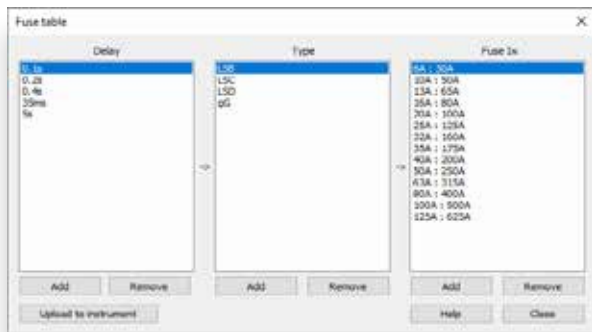 Fuse table
Delay
0.1s
0.2s
0.4s
35ms
5s
Add
Remove
Type
LSB
LSC
LSD
gG
Add
Remove
Fuse 1x
6A : 30A
10A : 50A
13A : 65A
16A : 80A
20A : 100A
25A : 125A
32A : 160A
35A : 175A
40A : 200A
50A : 250A
63A : 315A
80A : 400A
100A : 500A
125A : 625A
Add
Remove
Upload to instrument
Help
Close